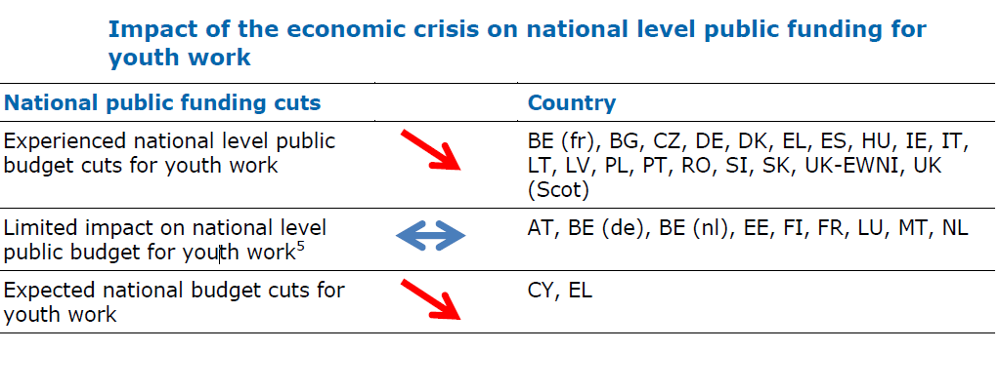 Impact of the economic crisis on national level public funding for
youth work
National public funding cuts
Country
Experienced national level public
budget cuts for youth work
BE (fr), BG, CZ, DE, DK, EL, ES, HU, IE, IT,
LT, LV, PL, PT, RO, SI, SK, UK-EWNI, UK
(Scot)
Limited impact on national level
public budget for youth work⁵
AT, BE (de), BE (nl), EE, FI, FR, LU, MT, NL
Expected national budget cuts for
youth work
CY, EL